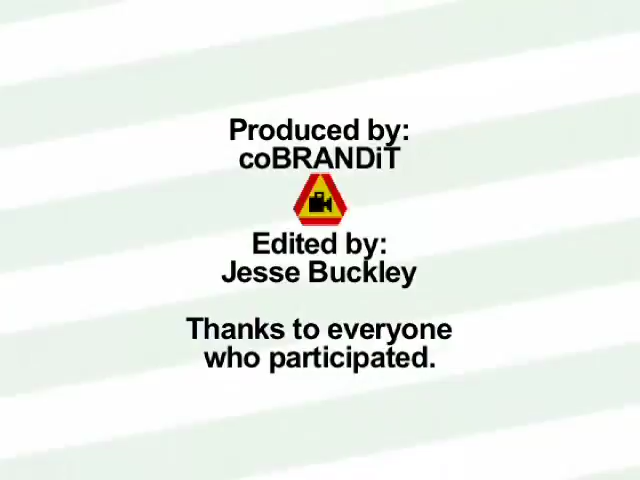 Produced by:
coBRANDiT
Edited by:
Jesse Buckley
Thanks to everyone
who participated.